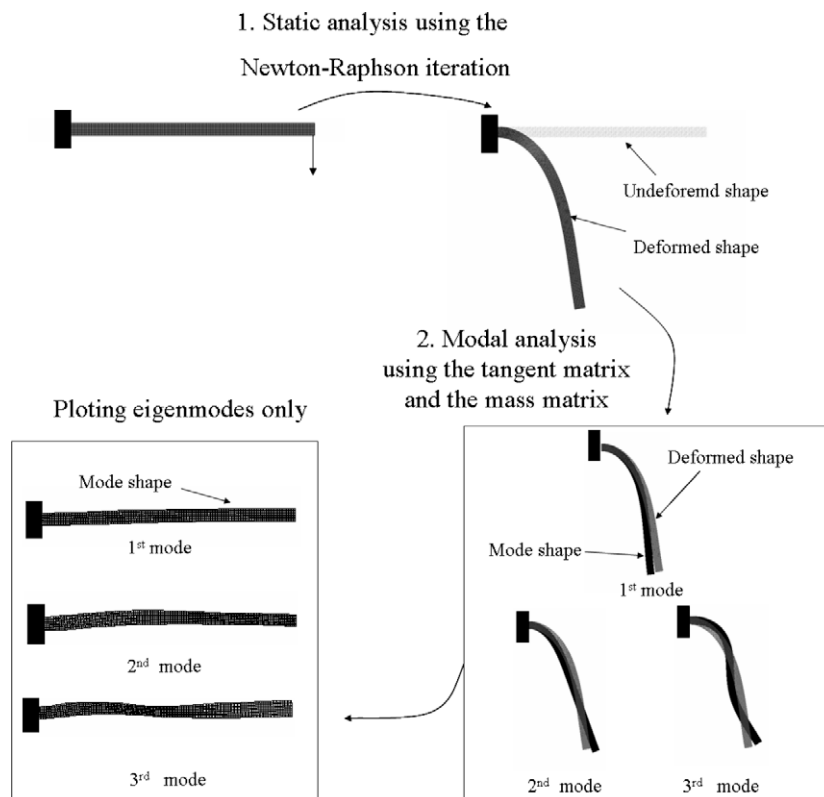 1. Static analysis using the
Newton-Raphson iteration
Undeforemd shape
Deformed shape
2. Modal analysis
using the tangent matrix
and the mass matrix
Ploting eigenmodes only
Mode shape
1st mode
2nd mode
3rd mode
Deformed shape
Mode shape
1st mode
2nd mode
3rd mode